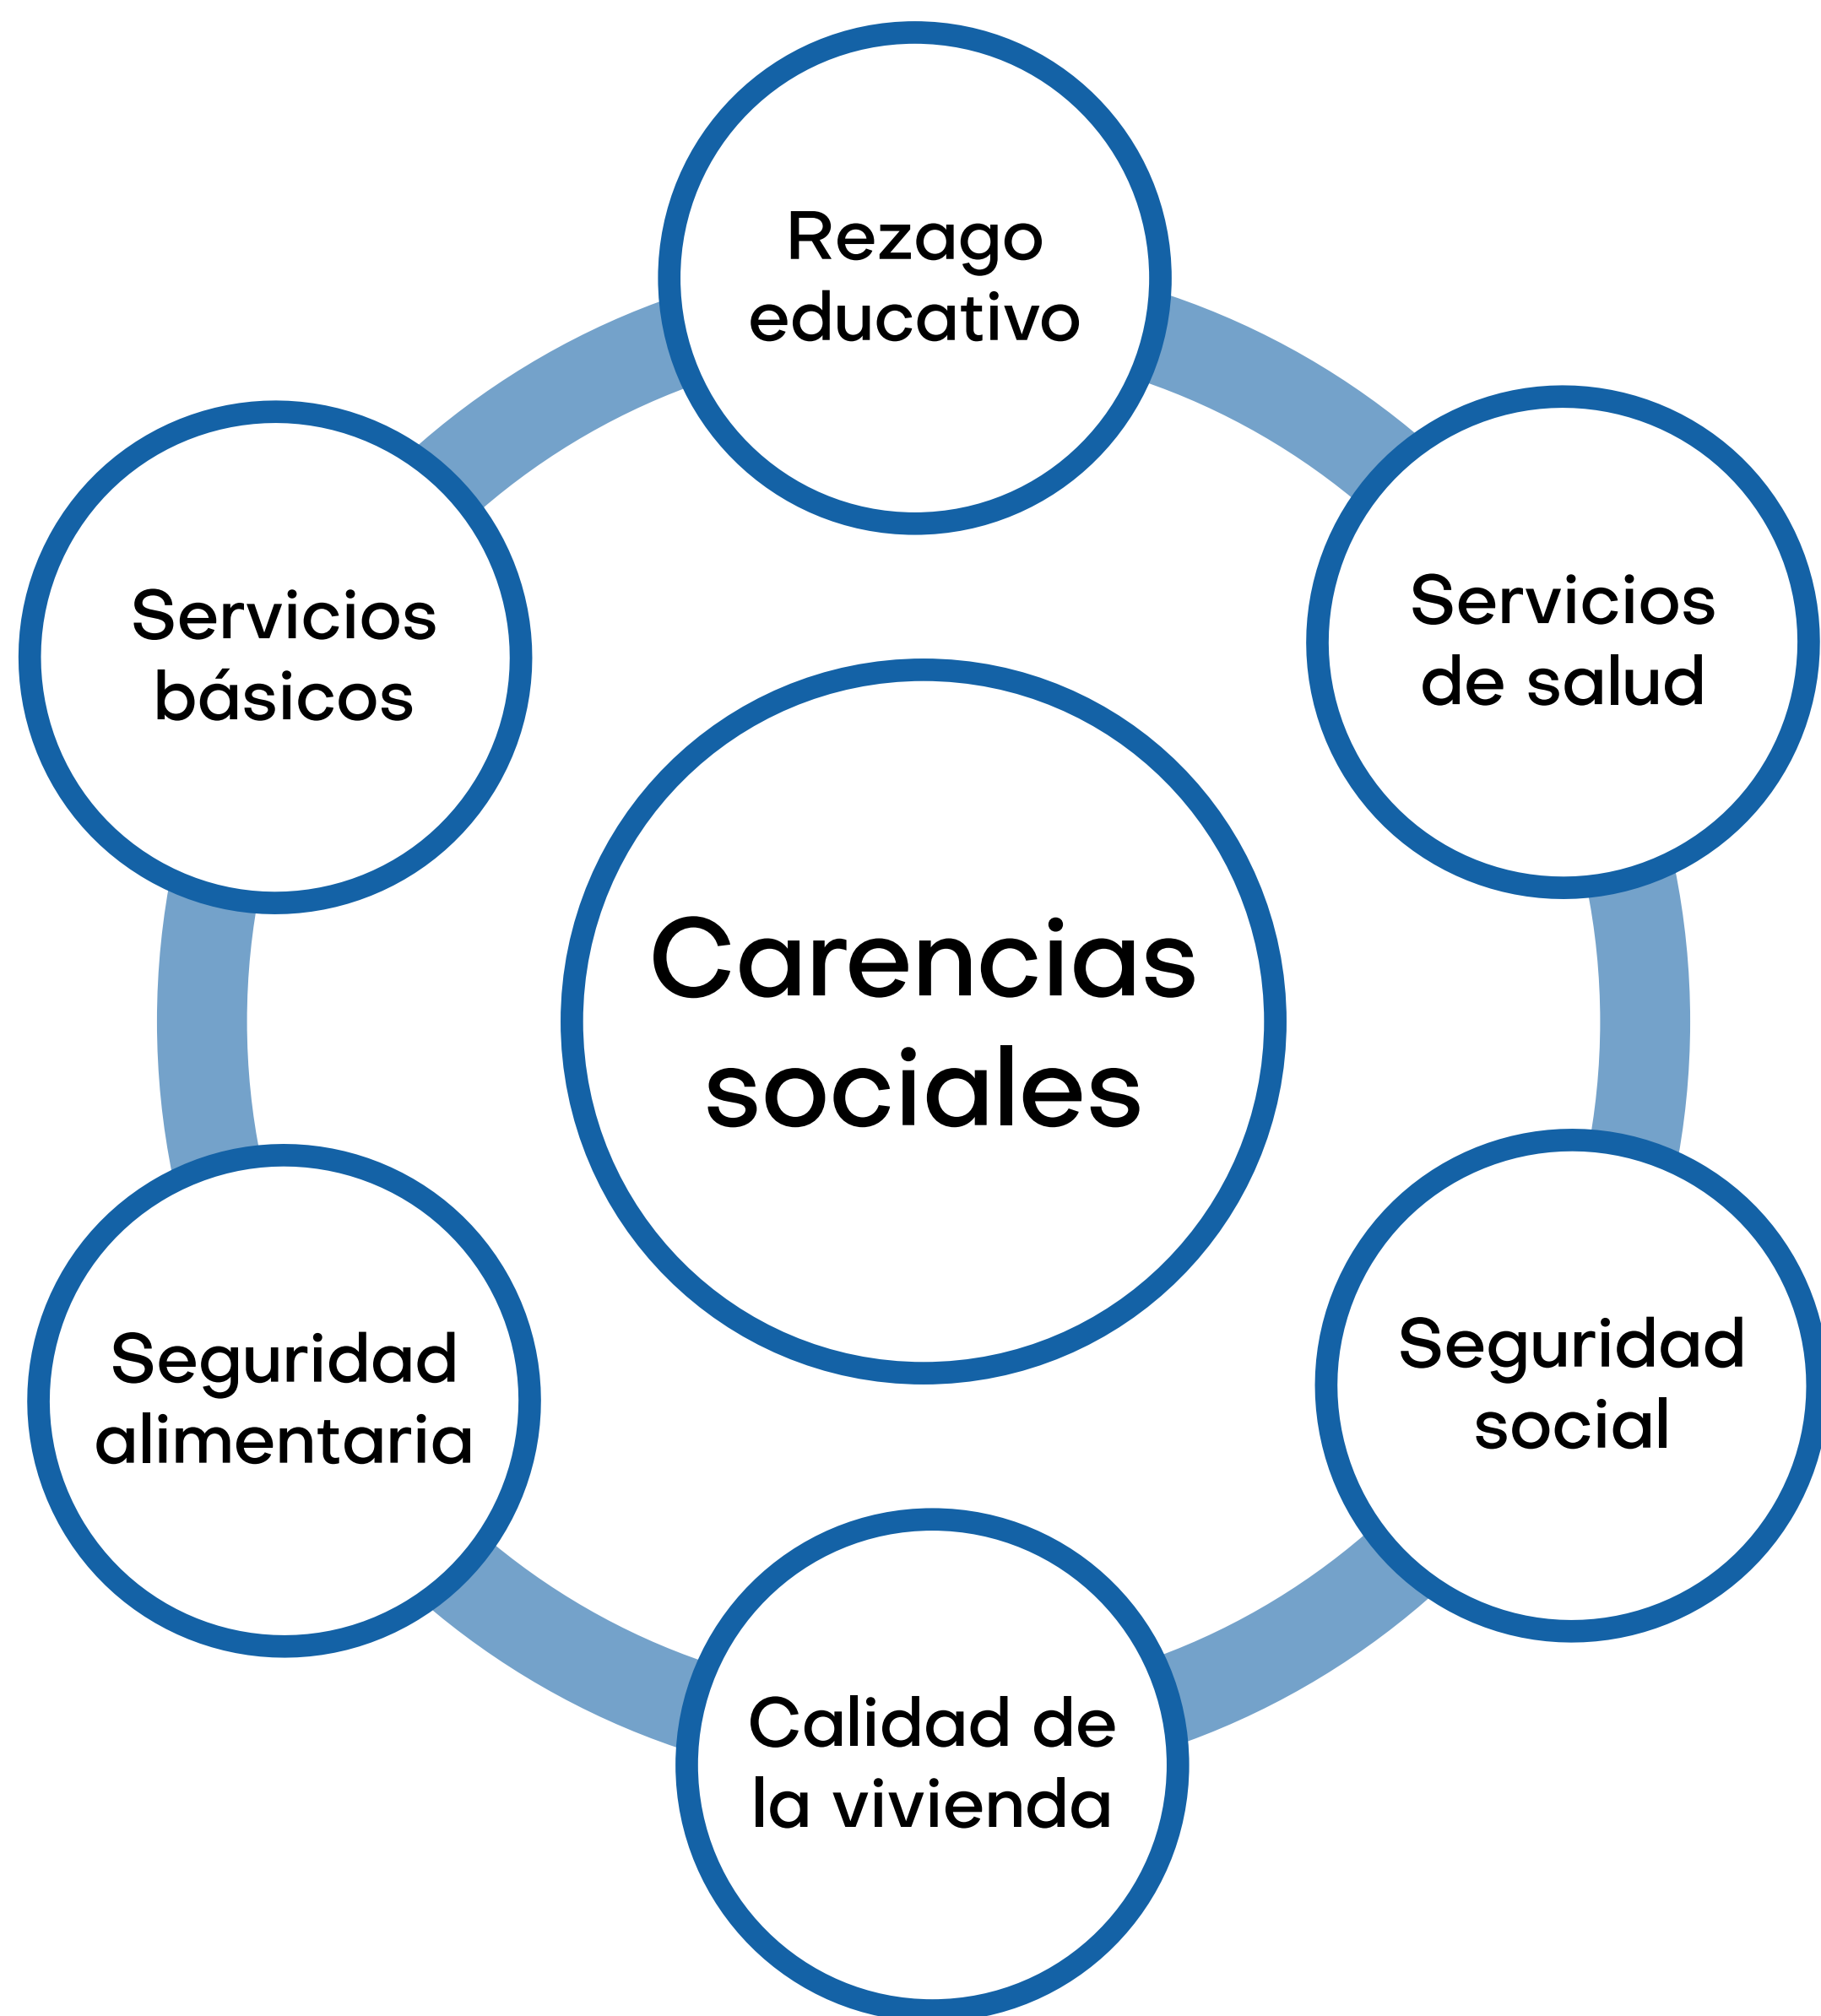 Rezago
educativo
Servicios
de salud
Seguridad
social
Calidad de
la vivienda
Seguridad
alimentaria
Servicios
básicos
Carencias
sociales